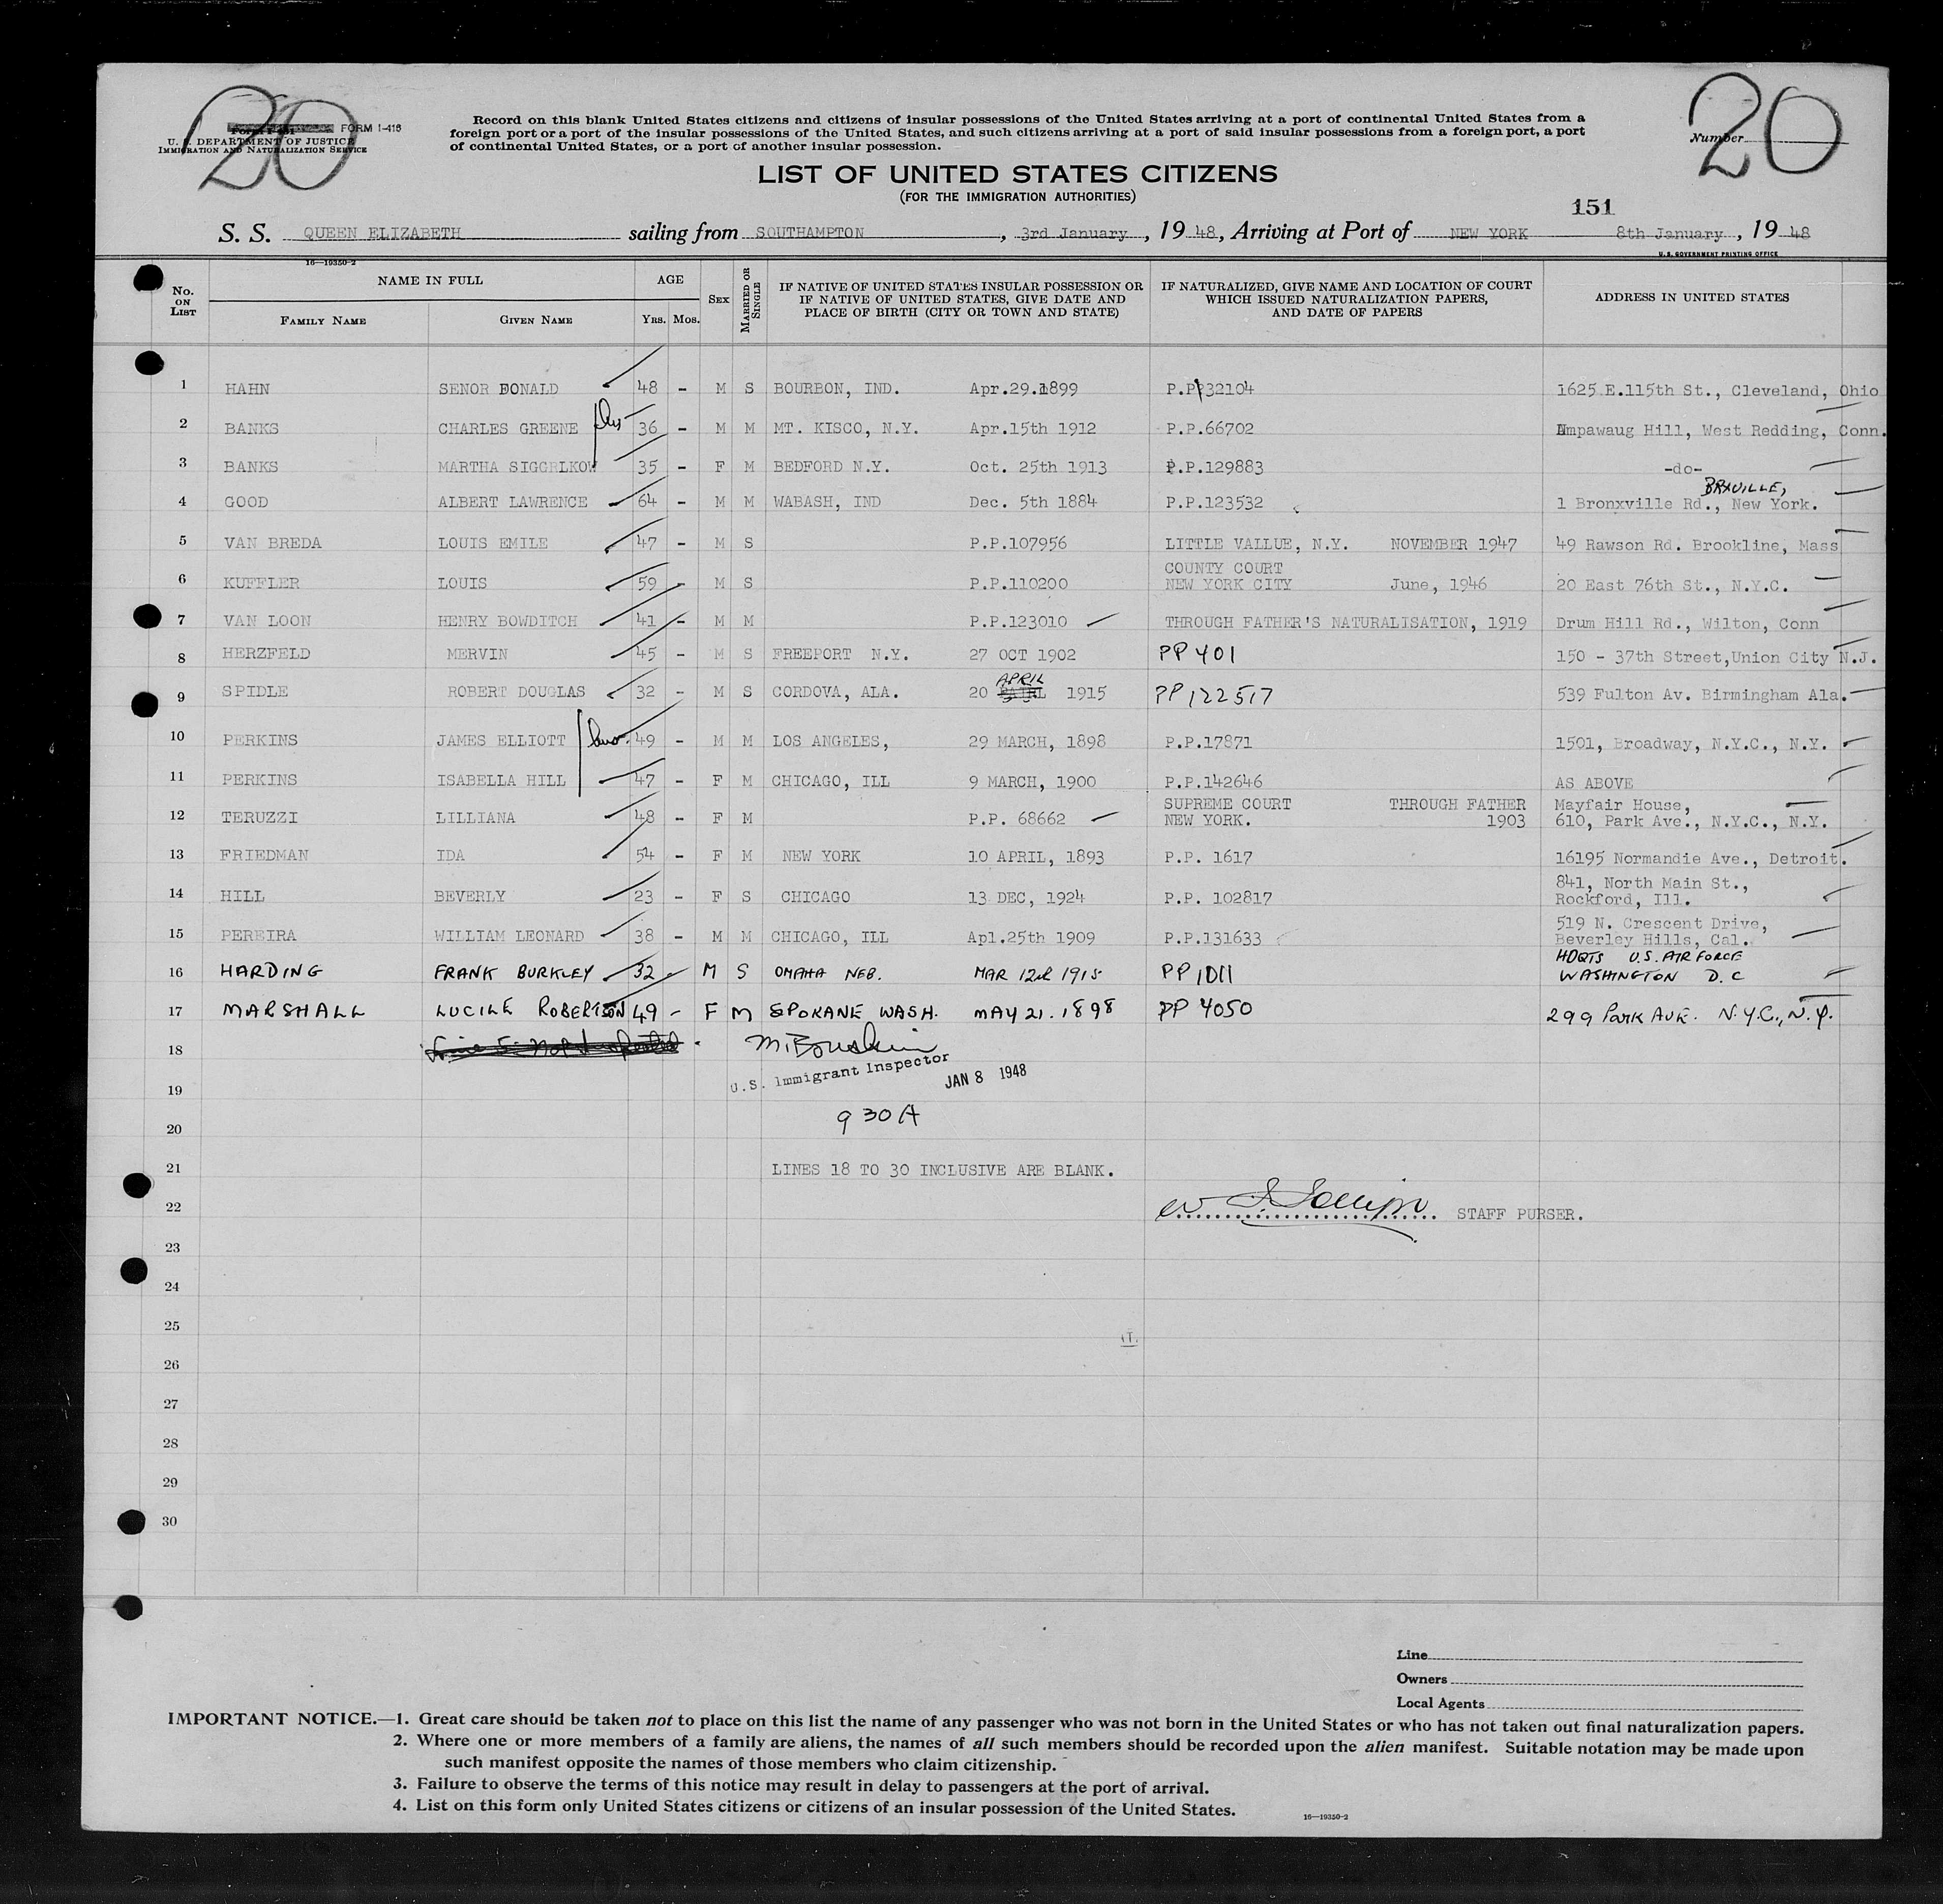 20
20
FORM I-418
U. S. DEPARTMENT OF JUSTICE
IMMIGRATION AND NATURALIZATION SERVICE
Record on this blank United States citizens and citizens of insular possessions of the United States arriving at a port of continental United States from a
foreign port or a port of the insular possessions of the United States, and such citizens arriving at a port of said insular possessions from a foreign port, a port
of continental United States, or a port of another insular possession.
Number
LIST OF UNITED STATES CITIZENS
(FOR THE IMMIGRATION AUTHORITIES)
151
S. S. QUEEN ELIZABETH sailing from SOUTHAMPTON, 3rd January, 19 48, Arriving at Port of NEW YORK 8th January, 19 48
16—19350-2
U. S. GOVERNMENT PRINTING OFFICE
No. ON LIST
NAME IN FULL
FAMILY NAME
GIVEN NAME
AGE
YRS. MOS.
SEX
MARRIED OR SINGLE
IF NATIVE OF UNITED STATES INSULAR POSSESSION OR
IF NATIVE OF UNITED STATES, GIVE DATE AND
PLACE OF BIRTH (CITY OR TOWN AND STATE)
IF NATURALIZED, GIVE NAME AND LOCATION OF COURT
WHICH ISSUED NATURALIZATION PAPERS,
AND DATE OF PAPERS
ADDRESS IN UNITED STATES
1 HAHN SENOR DONALD 48 - M S BOURBON, IND. Apr.29.1899 P.P.32104 1625 E.115th St., Cleveland, Ohio
2 BANKS CHARLES GREENE 36 - M M MT. KISCO, N.Y. Apr.15th 1912 P.P.66702 Umpawaug Hill, West Redding, Conn.
3 BANKS MARTHA SIGGELKOW 35 - F M BEDFORD N.Y. Oct. 25th 1913 P.P.129883 -do-
BRXVILLE,
4 GOOD ALBERT LAWRENCE 64 - M M WABASH, IND Dec. 5th 1884 P.P.123532 1 Bronxville Rd., New York.
5 VAN BREDA LOUIS EMILE 47 - M S P.P.107956 LITTLE VALLUE, N.Y. NOVEMBER 1947 49 Rawson Rd. Brookline, Mass
COUNTY COURT
6 KUFFLER LOUIS 59 - M S P.P.110200 NEW YORK CITY June, 1946 20 East 76th St., N.Y.C.
7 VAN LOON HENRY BOWDITCH 41 - M M P.P.123010 THROUGH FATHER'S NATURALISATION, 1919 Drum Hill Rd., Wilton, Conn
8 HERZFELD MERVIN 45 - M S FREEPORT N.Y. 27 OCT 1902 PP 401 150 - 37th Street,Union City N.J.
APRIL
9 SPIDLE ROBERT DOUGLAS 32 - M S CORDOVA, ALA. 20 1915 PP122517 539 Fulton Av. Birmingham Ala.
10 PERKINS JAMES ELLIOTT 49 - M M LOS ANGELES, 29 MARCH, 1898 P.P.17871 1501, Broadway, N.Y.C., N.Y.
11 PERKINS ISABELLA HILL 47 - F M CHICAGO, ILL 9 MARCH, 1900 P.P.142646 AS ABOVE
SUPREME COURT THROUGH FATHER Mayfair House,
12 TERUZZI LILLIANA 48 - F M P.P. 68662 NEW YORK. 1903 610, Park Ave., N.Y.C., N.Y.
13 FRIEDMAN IDA 54 - F M NEW YORK 10 APRIL, 1893 P.P. 1617 16195 Normandie Ave., Detroit.
841, North Main St.,
14 HILL BEVERLY 23 - F S CHICAGO 13 DEC, 1924 P.P. 102817 Rockford, Ill.
519 N. Crescent Drive,
15 PEREIRA WILLIAM LEONARD 38 - M M CHICAGO, ILL Apl.25th 1909 P.P.131633 Beverley Hills, Cal.
HDQTS U.S. AIR FORCE
16 HARDING FRANK BURKLEY 32 - M S OMAHA NEB. MAR 12th 1915 PP 1011 WASHINGTON D.C
17 MARSHALL LUCILE ROBERTSON 49 - F M SPOKANE WASH. MAY 21. 1898 PP 4050 299 PARK AVE. N.Y.C., N.Y.
18
U.S. Immigrant Inspector JAN 8 1948
19
9 30 A
20
21 LINES 18 TO 30 INCLUSIVE ARE BLANK.
22 STAFF PURSER.
23
24
25
26
27
28
29
30
Line
Owners
Local Agents
IMPORTANT NOTICE.—1. Great care should be taken not to place on this list the name of any passenger who was not born in the United States or who has not taken out final naturalization papers.
2. Where one or more members of a family are aliens, the names of all such members should be recorded upon the alien manifest. Suitable notation may be made upon
such manifest opposite the names of those members who claim citizenship.
3. Failure to observe the terms of this notice may result in delay to passengers at the port of arrival.
4. List on this form only United States citizens or citizens of an insular possession of the United States.
16—19350-2